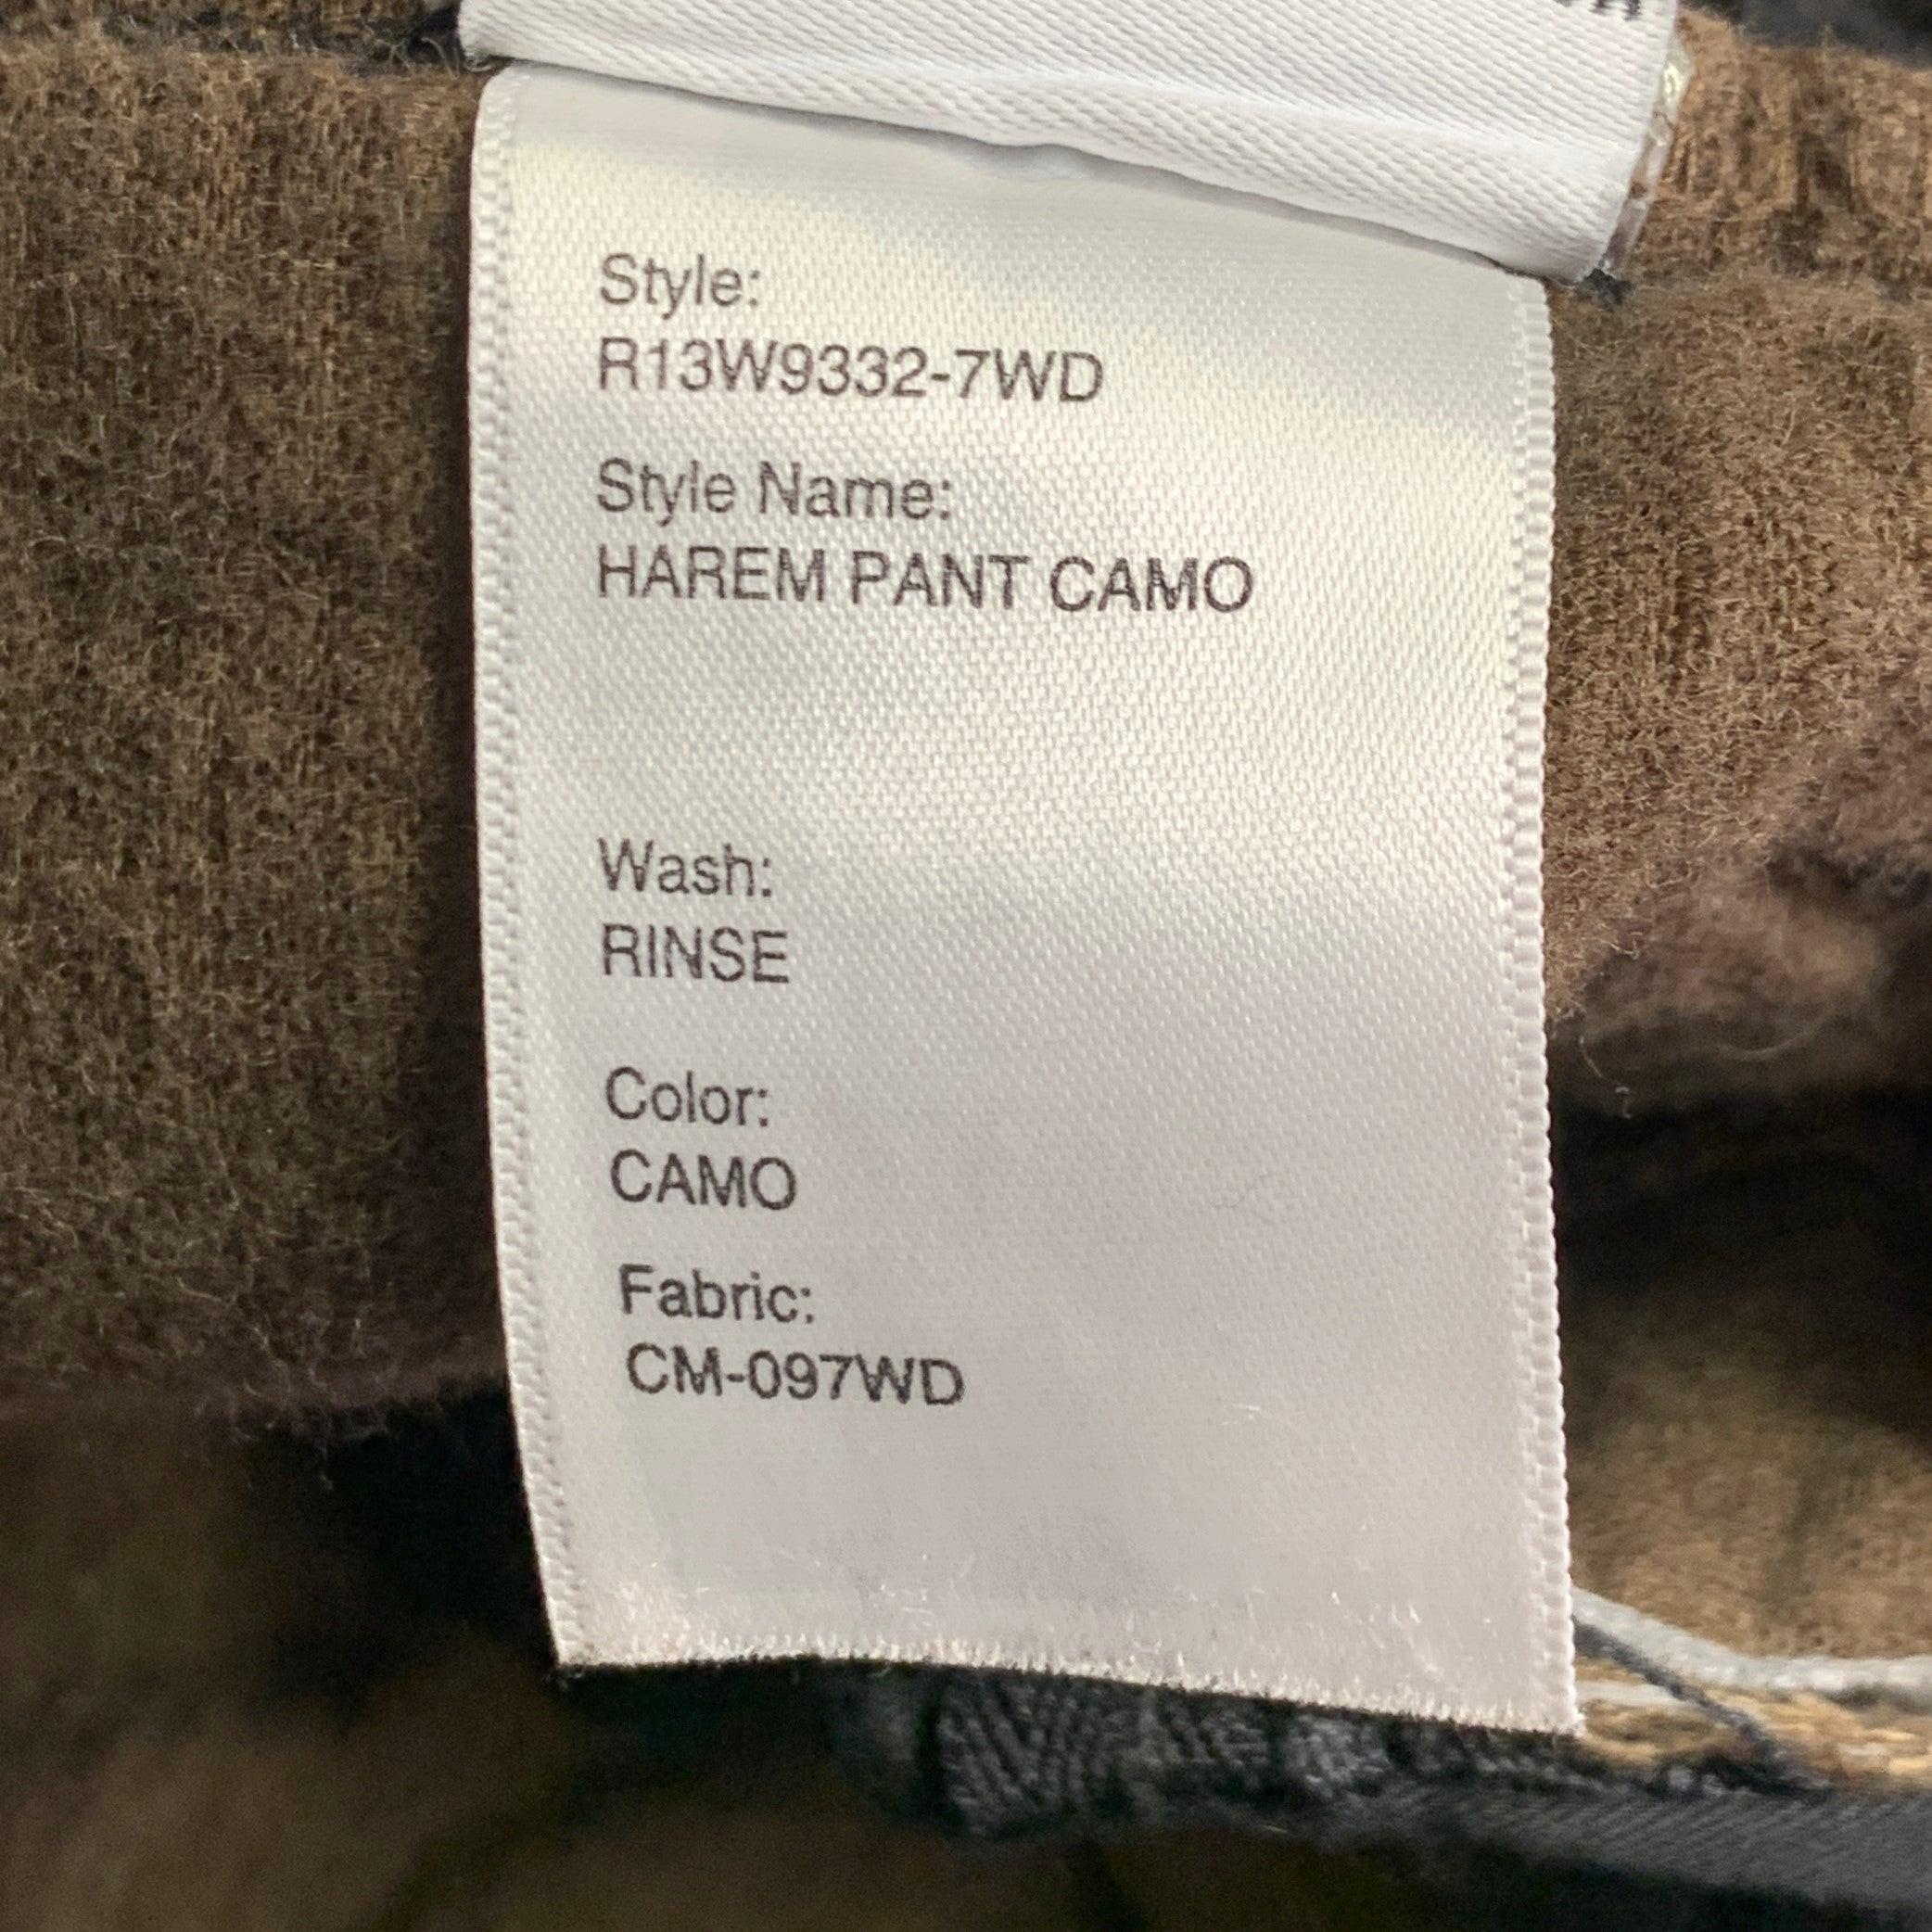 Style:
R13W9332-7WD
Style Name:
HAREM PANT CAMO
Wash:
RINSE
Color:
CAMO
Fabric:
CM-097WD